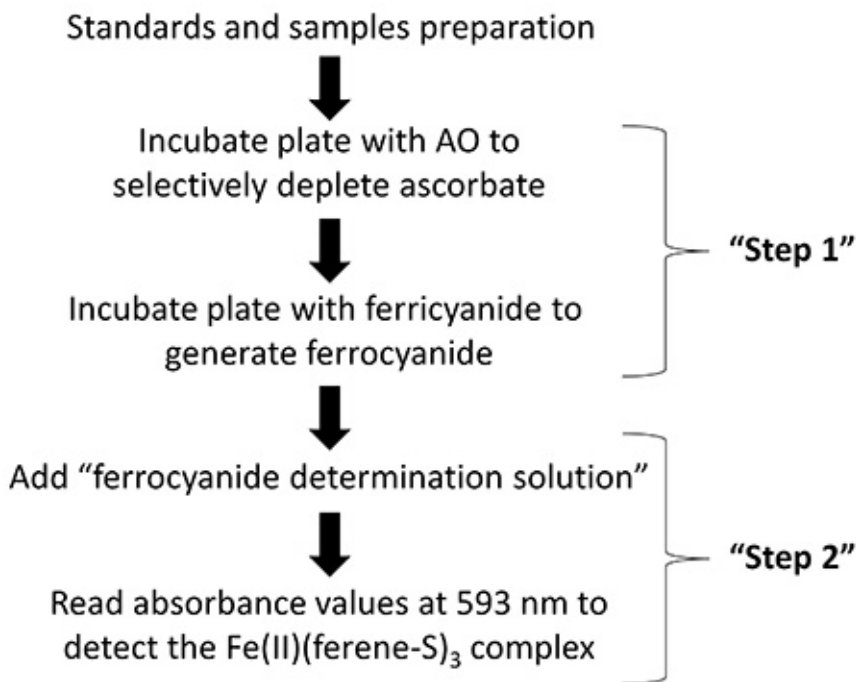 Standards and samples preparation
Incubate plate with AO to
selectively deplete ascorbate
“Step 1”
Incubate plate with ferricyanide to
generate ferrocyanide
Add “ferrocyanide determination solution”
“Step 2”
Read absorbance values at 593 nm to
detect the Fe(II)(ferene-S)₃ complex